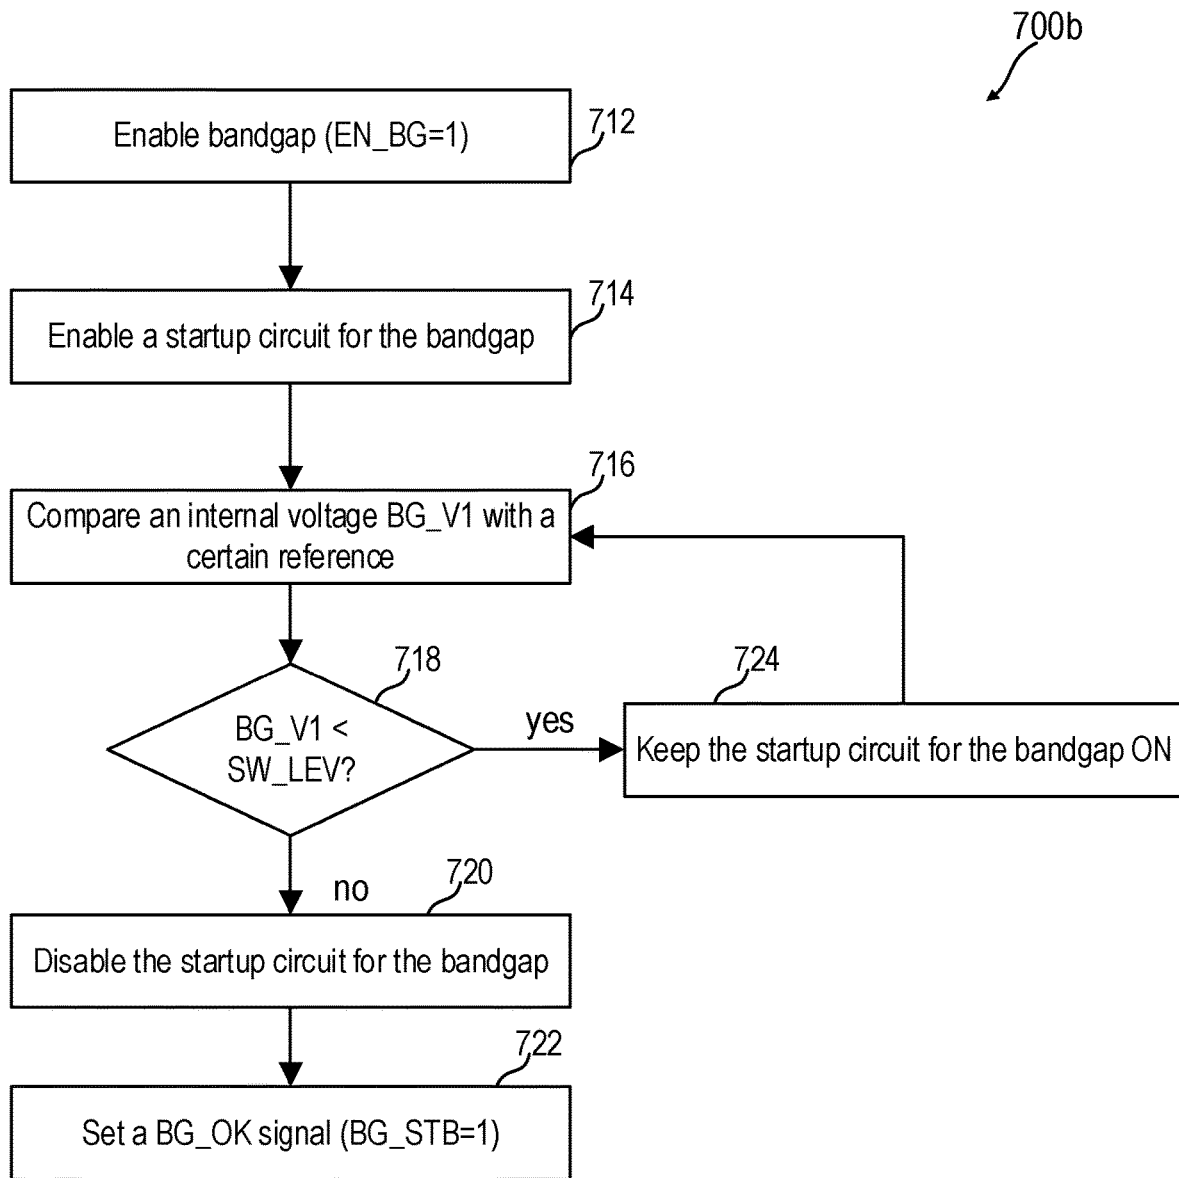 700b
Enable bandgap (EN_BG=1)
712
714
Enable a startup circuit for the bandgap
716
Compare an internal voltage BG_V1 with a
certain reference
718
724
BG_V1 <
SW_LEV?
yes
Keep the startup circuit for the bandgap ON
no
720
Disable the startup circuit for the bandgap
722
Set a BG_OK signal (BG_STB=1)